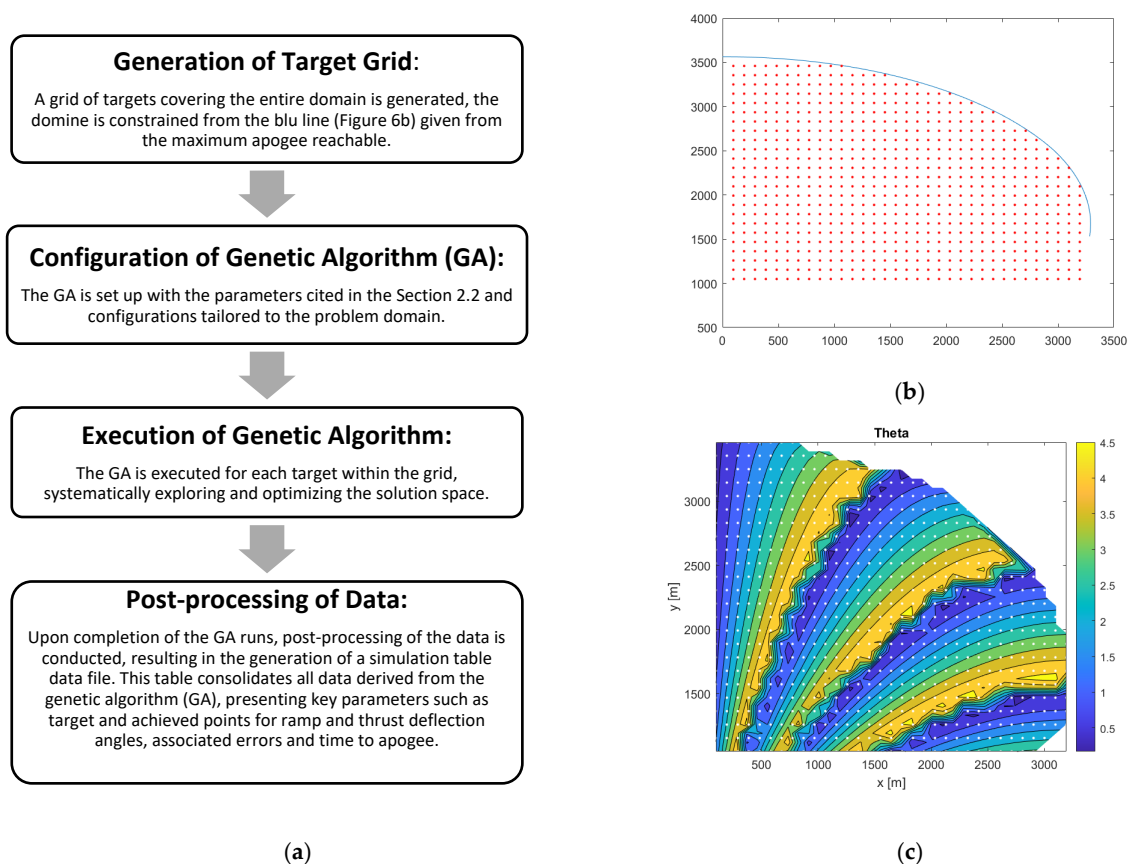 Generation of Target Grid:
A grid of targets covering the entire domain is generated, the
domine is constrained from the blu line (Figure 6b) given from
the maximum apogee reachable.
Configuration of Genetic Algorithm (GA):
The GA is set up with the parameters cited in the Section 2.2 and
configurations tailored to the problem domain.
Execution of Genetic Algorithm:
The GA is executed for each target within the grid,
systematically exploring and optimizing the solution space.
Post-processing of Data:
Upon completion of the GA runs, post-processing of the data is
conducted, resulting in the generation of a simulation table
data file. This table consolidates all data derived from the
genetic algorithm (GA), presenting key parameters such as
target and achieved points for ramp and thrust deflection
angles, associated errors and time to apogee.
(a)
4000
3500
3000
2500
2000
1500
1000
500
0 500 1000 1500 2000 2500 3000 3500
(b)
Theta
3000
2500
2000
1500
y [m]
500 1000 1500 2000 2500 3000
x [m]
4.5
4
3.5
3
2.5
2
1.5
1
0.5
(c)